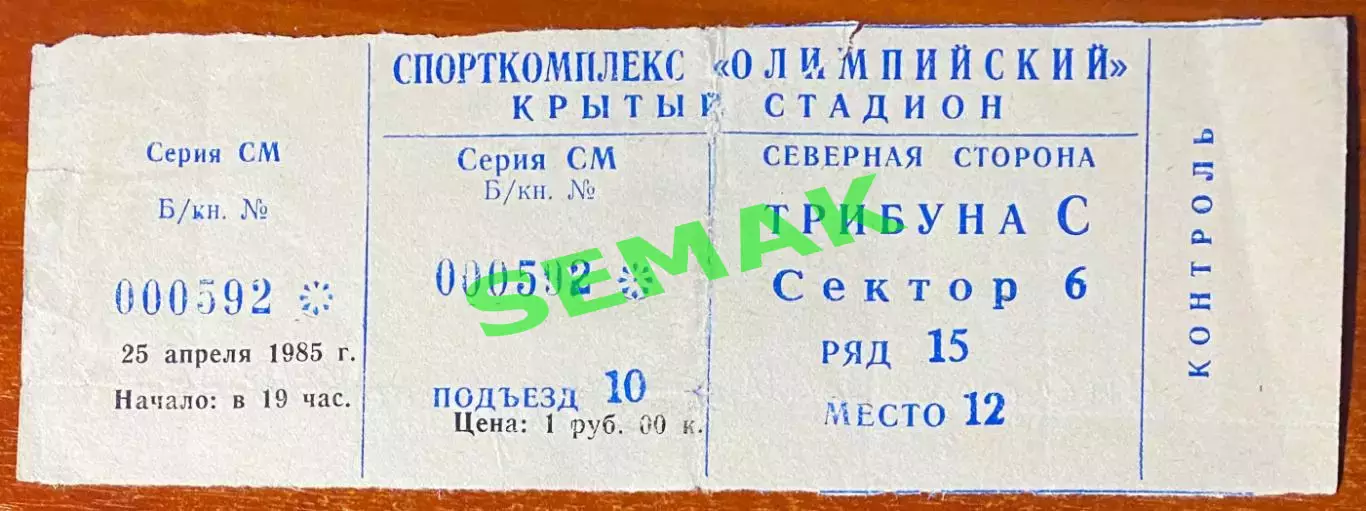 Серия СМ
Б/кн. №
000592
25 апреля 1985 г.
Начало: в 19 час.
СПОРТКОМПЛЕКС «ОЛИМПИЙСКИЙ»
КРЫТЫЙ СТАДИОН
Серия СМ
Б/кн. №
000592
ПОДЪЕЗД 10
Цена: 1 руб. 00 к.
СЕВЕРНАЯ СТОРОНА
ТРИБУНА С
Сектор 6
РЯД 15
МЕСТО 12
КОНТРОЛЬ
SEMAK